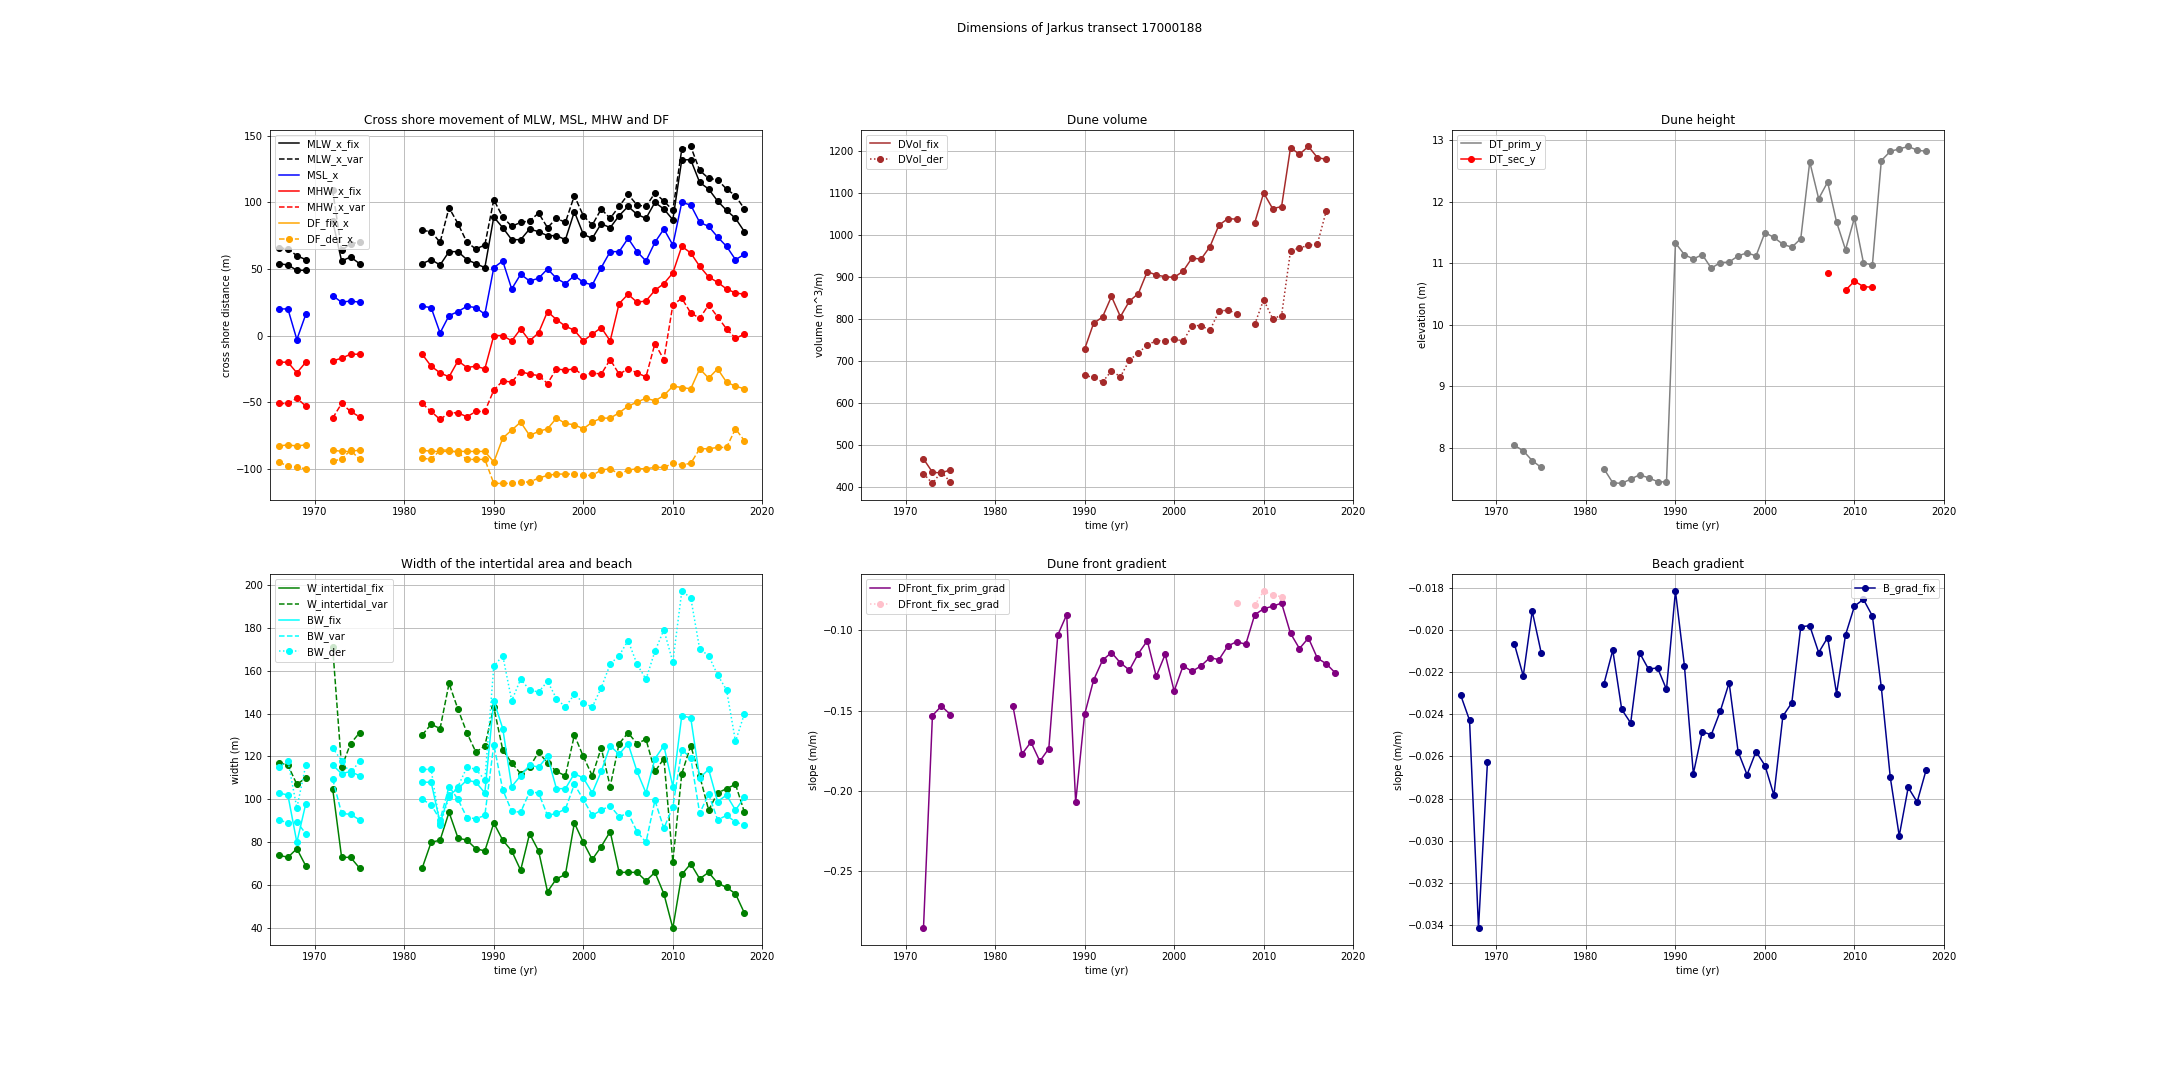 Dimensions of Jarkus transect 17000188
Cross shore movement of MLW, MSL, MHW and DF
150
100
50
0
−50
−100
cross shore distance (m)
MLW_x_fix
MLW_x_var
MSL_x
MHW_x_fix
MHW_x_var
DF_fix_x
DF_der_x
1970 1980 1990 2000 2010 2020
time (yr)
Dune volume
1200
1100
1000
900
800
700
600
500
400
volume (m^3/m)
DVol_fix
DVol_der
1970 1980 1990 2000 2010 2020
time (yr)
Dune height
13
12
11
10
9
8
elevation (m)
DT_prim_y
DT_sec_y
1970 1980 1990 2000 2010 2020
time (yr)
Width of the intertidal area and beach
200
180
160
140
120
100
80
60
40
width (m)
W_intertidal_fix
W_intertidal_var
BW_fix
BW_var
BW_der
1970 1980 1990 2000 2010 2020
time (yr)
Dune front gradient
−0.10
−0.15
−0.20
−0.25
slope (m/m)
DFront_fix_prim_grad
DFront_fix_sec_grad
1970 1980 1990 2000 2010 2020
time (yr)
Beach gradient
−0.018
−0.020
−0.022
−0.024
−0.026
−0.028
−0.030
−0.032
−0.034
slope (m/m)
B_grad_fix
1970 1980 1990 2000 2010 2020
time (yr)